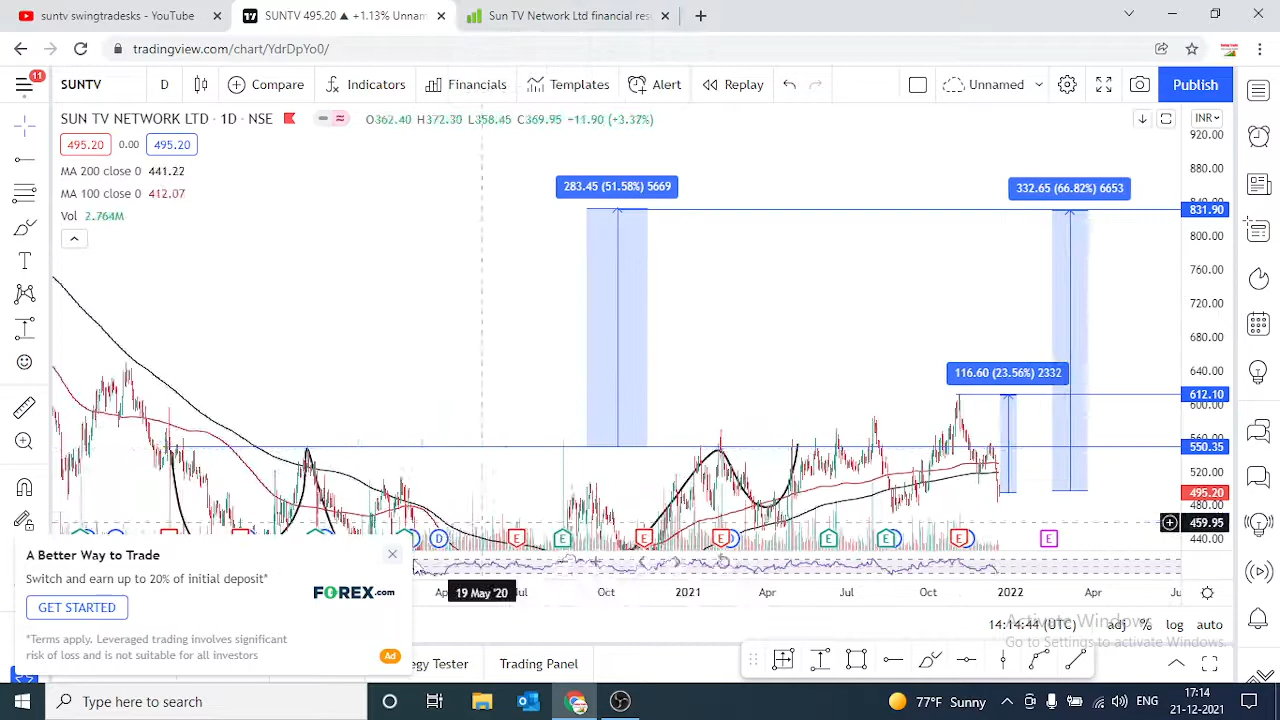 suntv swingtradesks - YouTube
SUNTV 495.20 ▲ +1.13% Unnam
Sun TV Network Ltd financial res
tradingview.com/chart/YdrDpYo0/
11
SUNTV
D
Compare
Indicators
Financials
Templates
Alert
Replay
Unnamed
Publish
SUN TV NETWORK LTD · 1D · NSE
O362.40 H372.30 L358.45 C369.95 +11.90 (+3.32%)
INR
495.20 0.00 495.20
MA 200 close 0 441.22
MA 100 close 0 412.07
Vol 2.764M
283.45 (51.58%) 5669
332.65 (66.82%) 6653
116.60 (23.56%) 2332
920.00
880.00
831.90
800.00
760.00
720.00
680.00
640.00
612.10
600.00
550.35
520.00
495.20
480.00
459.95
440.00
D
E
E
E
E
E
E
E
E
A Better Way to Trade
Switch and earn up to 20% of initial deposit*
GET STARTED
FOREX.com
*Terms apply. Leveraged trading involves significant
risk of loss and is not suitable for all investors
Ad
19 May '20
Oct
2021
Apr
Jul
Oct
2022
Apr
14:14:44 (UTC)
adj
%
log
auto
Activate Windows
Go to Settings to activate Windows.
egy Tester
Trading Panel
Type here to search
77°F Sunny
ENG
17:14
21-12-2021